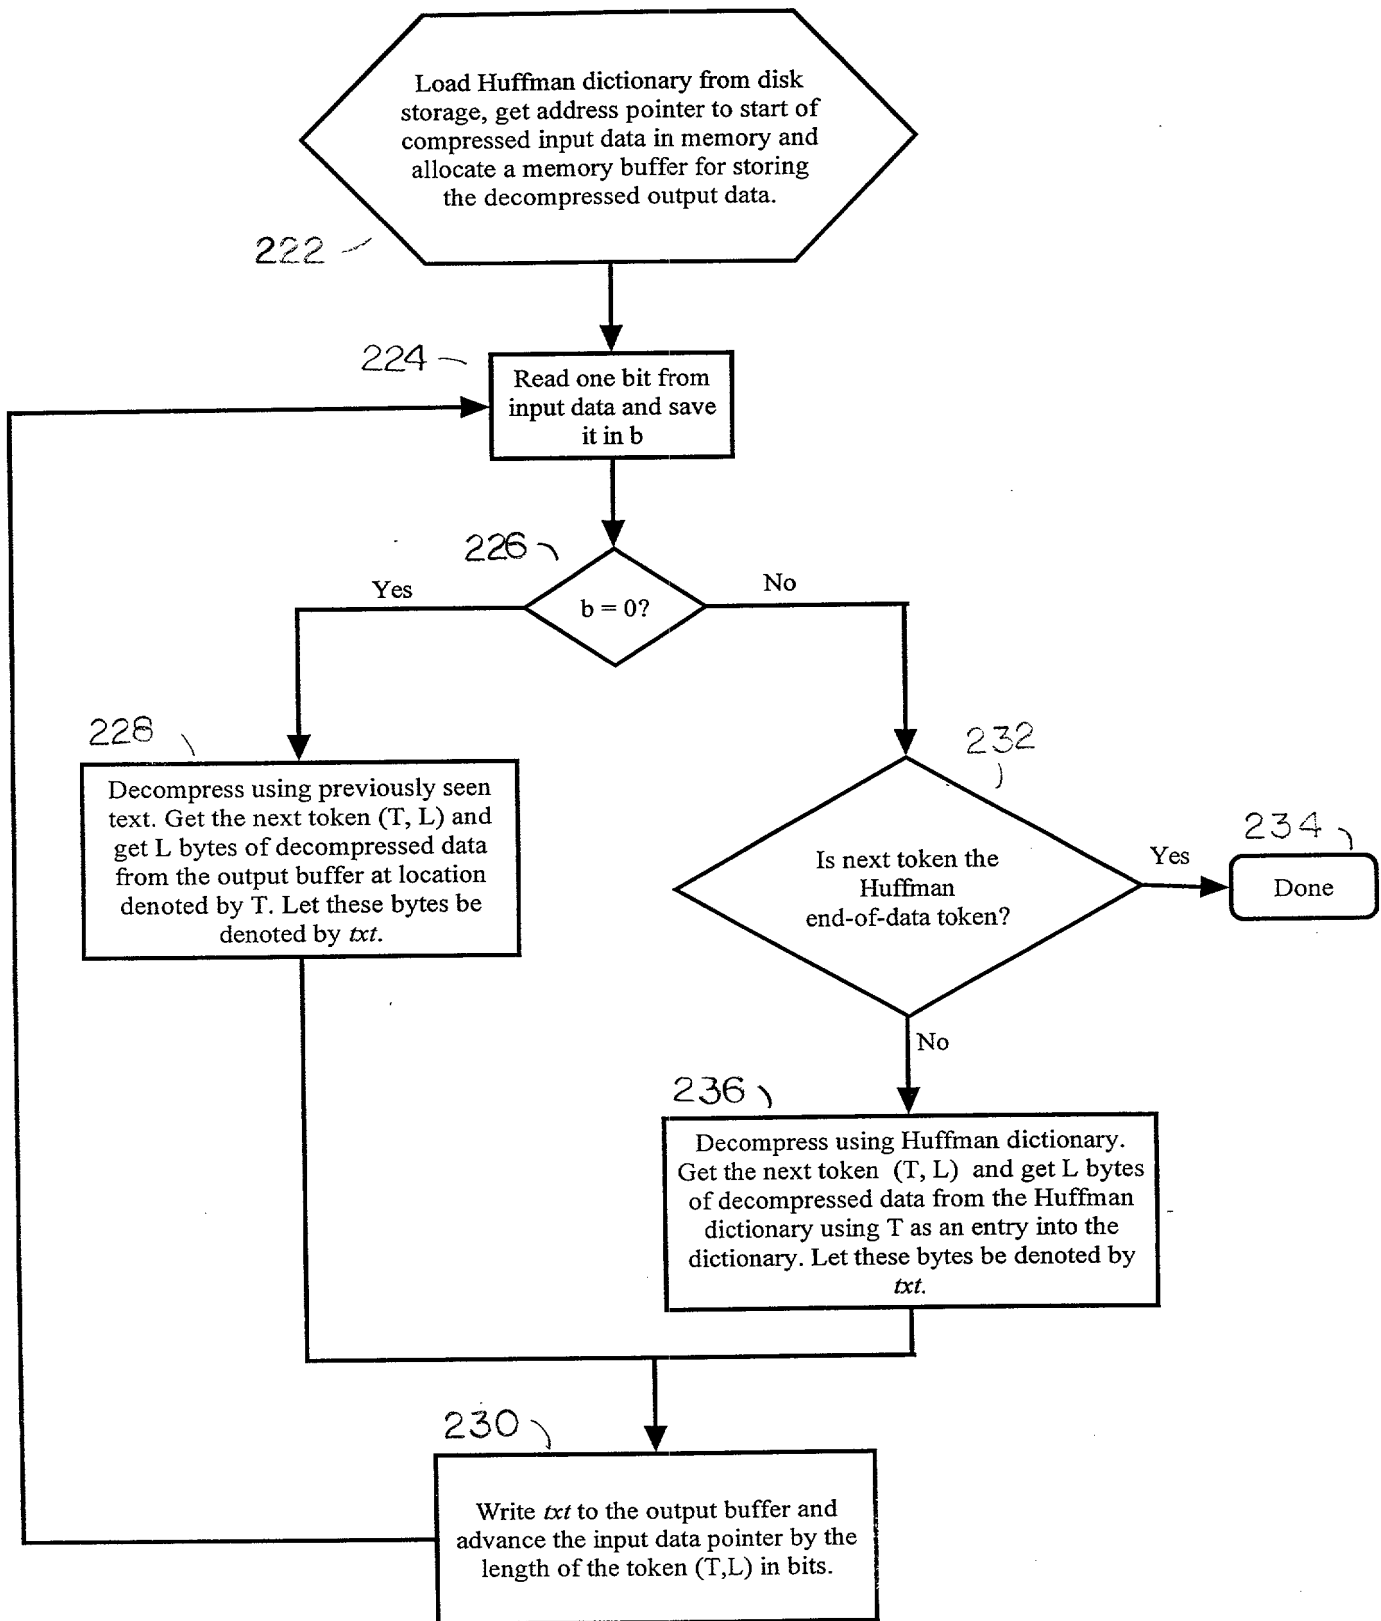 Load Huffman dictionary from disk
storage, get address pointer to start of
compressed input data in memory and
allocate a memory buffer for storing
the decompressed output data.
222
224
Read one bit from
input data and save
it in b
226
Yes
b = 0?
No
228
Decompress using previously seen
text. Get the next token (T, L) and
get L bytes of decompressed data
from the output buffer at location
denoted by T. Let these bytes be
denoted by txt.
232
Is next token the
Huffman
end-of-data token?
Yes
234
Done
No
236
Decompress using Huffman dictionary.
Get the next token (T, L) and get L bytes
of decompressed data from the Huffman
dictionary using T as an entry into the
dictionary. Let these bytes be denoted by
txt.
230
Write txt to the output buffer and
advance the input data pointer by the
length of the token (T,L) in bits.